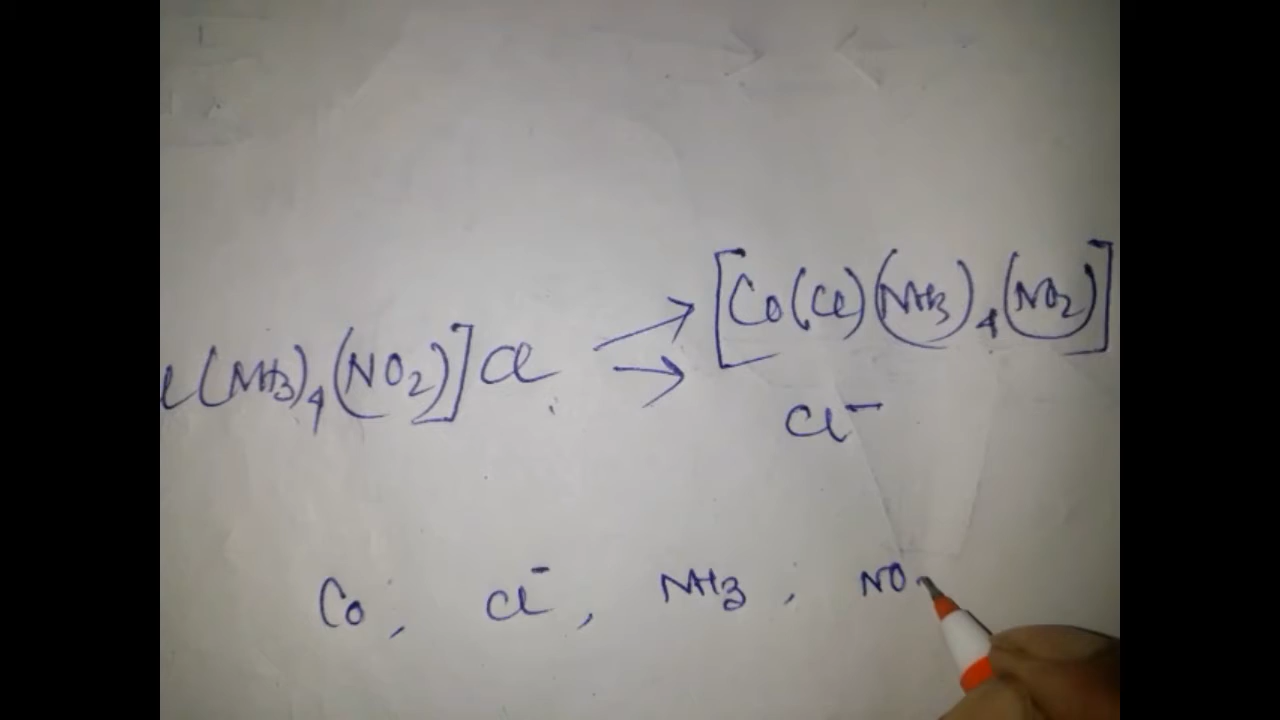 [Co(Cl)(NH3)4(NO2)]
l(NH3)4(NO2)]Cl
Cl-
Co, Cl-, NH3, NO